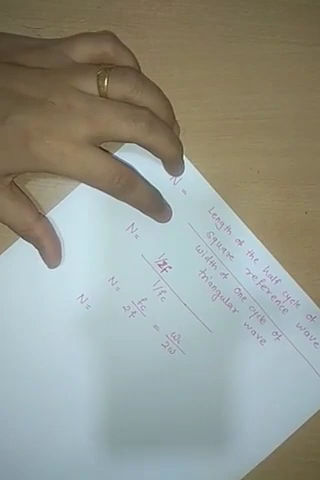 N =
Length of the half cycle of
square reference wave
width of one cycle of
triangular wave
N =
1/2f
1/fc
N = fc/2f = ωc/2ω
N =